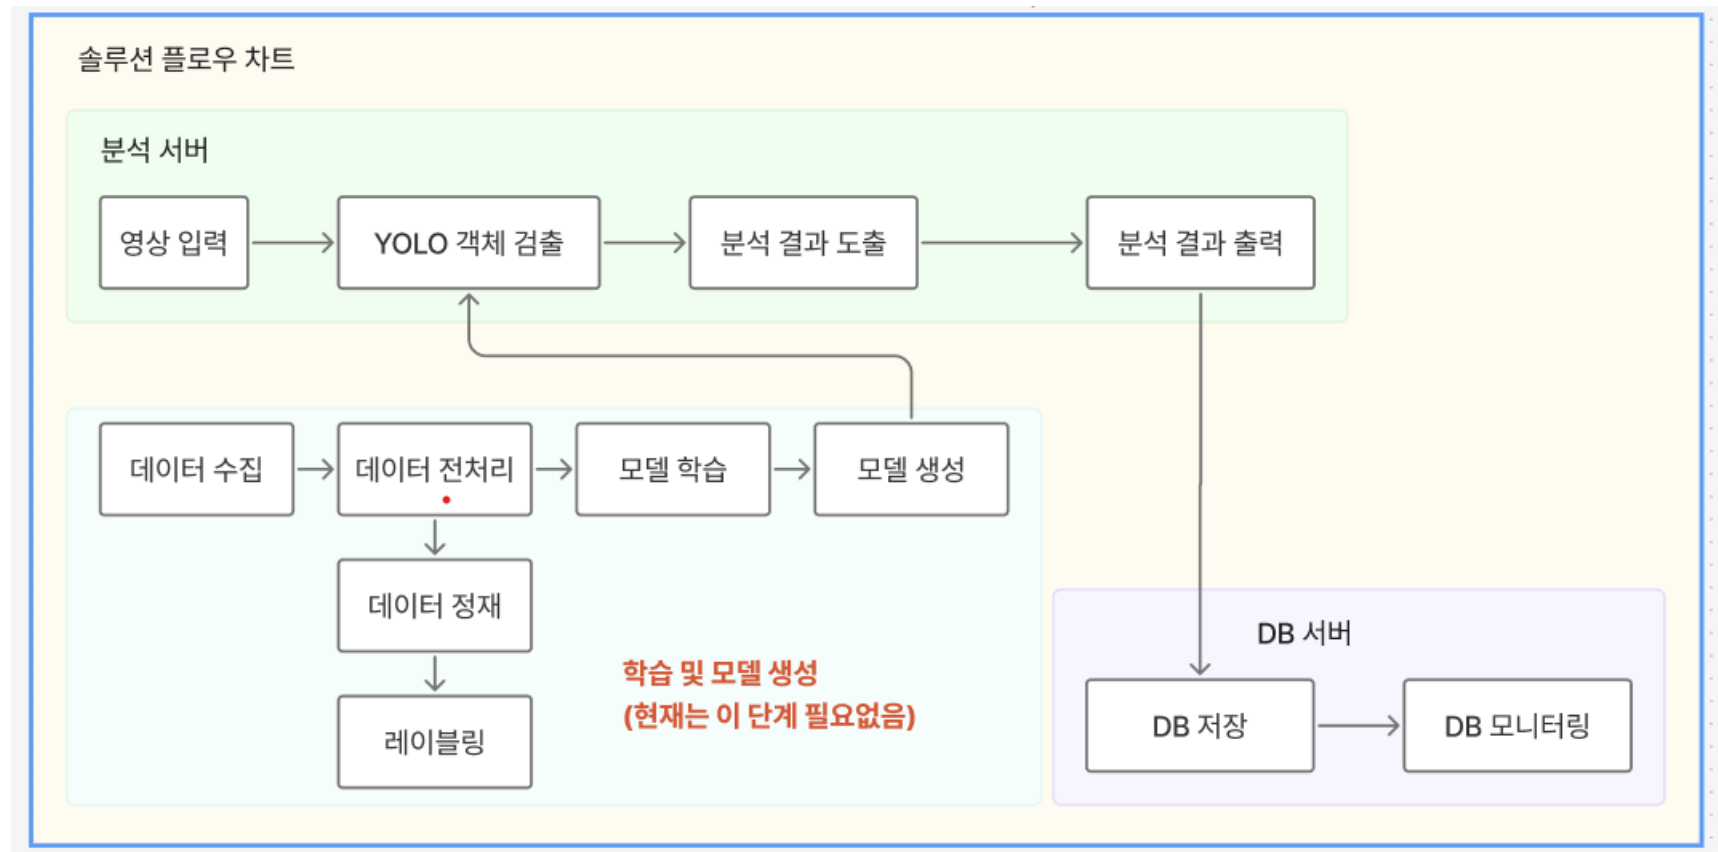 솔루션 플로우 차트
분석 서버
영상 입력
YOLO 객체 검출
분석 결과 도출
분석 결과 출력
데이터 수집
데이터 전처리
모델 학습
모델 생성
데이터 정재
레이블링
학습 및 모델 생성
(현재는 이 단계 필요없음)
DB 서버
DB 저장
DB 모니터링